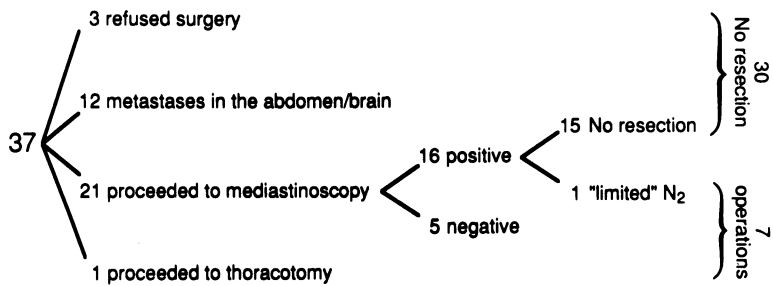 37
3 refused surgery
12 metastases in the abdomen/brain
21 proceeded to mediastinoscopy
1 proceeded to thoracotomy
16 positive
5 negative
15 No resection
1 "limited" N₂
30
No resection
7
operations